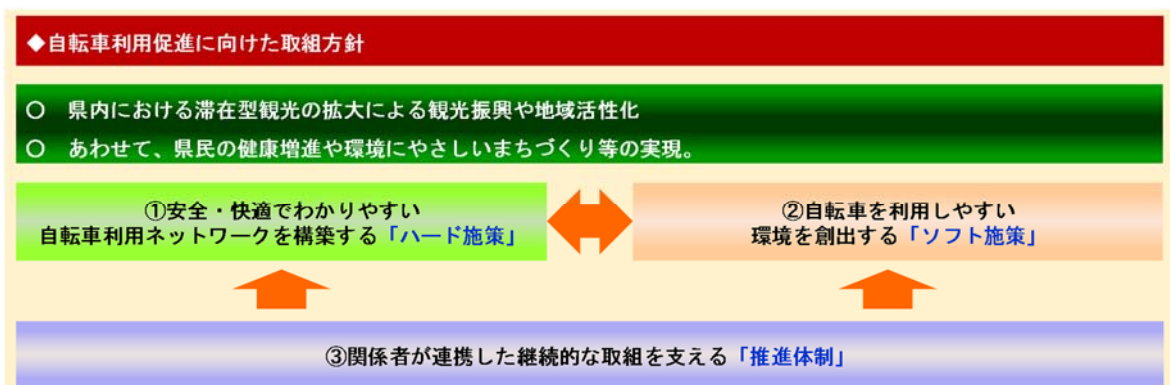 ◆自転車利用促進に向けた取組方針
○　県内における滞在型観光の拡大による観光振興や地域活性化
○　あわせて、県民の健康増進や環境にやさしいまちづくり等の実現。
①安全・快適でわかりやすい
自転車利用ネットワークを構築する「ハード施策」
②自転車を利用しやすい
環境を創出する「ソフト施策」
③関係者が連携した継続的な取組を支える「推進体制」